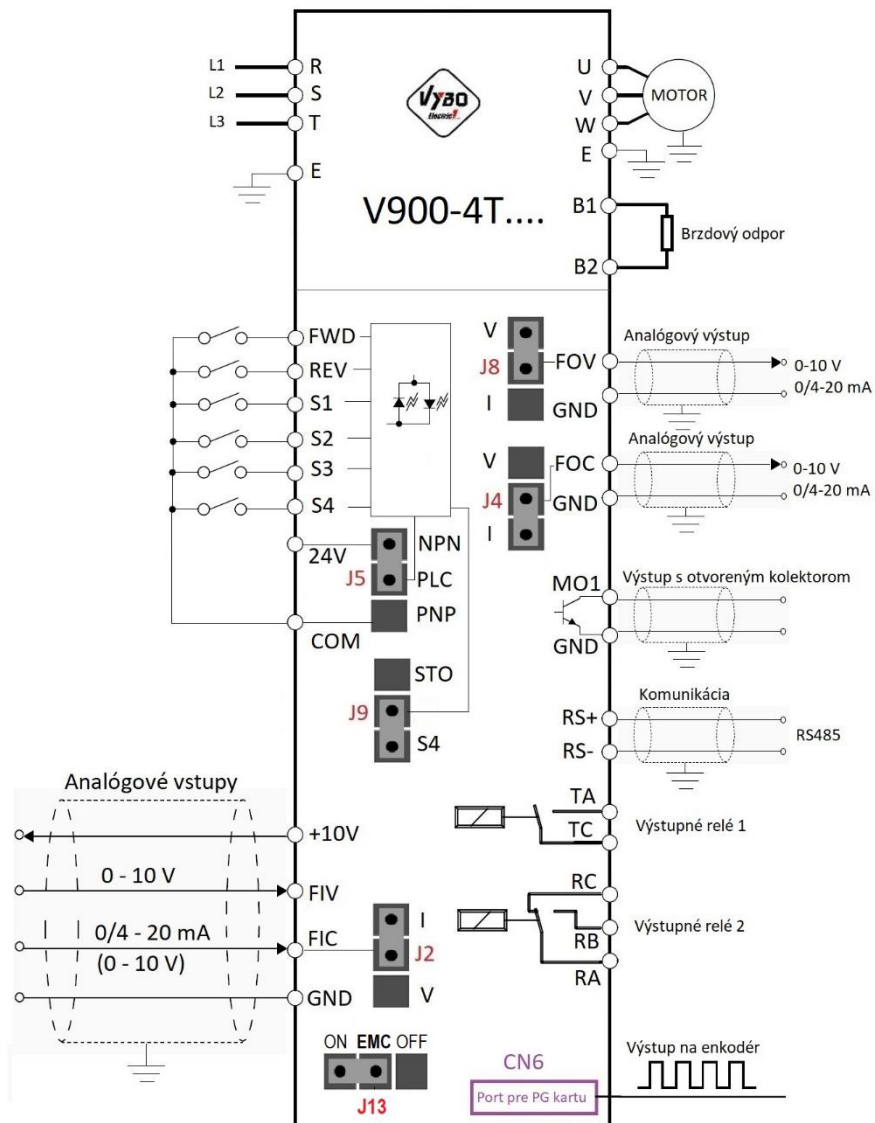 L1
R
L2
S
L3
T
E
VYBO
Electric
U
V
W
E
MOTOR
V900-4T....
B1
B2
Brzdový odpor
FWD
REV
S1
S2
S3
S4
24V
COM
J5
NPN
PLC
PNP
STO
J9
S4
V
J8
I
FOV
GND
Analógový výstup
0-10 V
0/4-20 mA
V
J4
I
FOC
GND
Analógový výstup
0-10 V
0/4-20 mA
MO1
GND
Výstup s otvoreným kolektorom
Komunikácia
RS+
RS-
RS485
TA
TC
Výstupné relé 1
RC
RB
RA
Výstupné relé 2
Analógové vstupy
+10V
0 - 10 V
FIV
0/4 - 20 mA
(0 - 10 V)
FIC
GND
I
J2
V
ON EMC OFF
J13
CN6
Port pre PG kartu
Výstup na enkodér